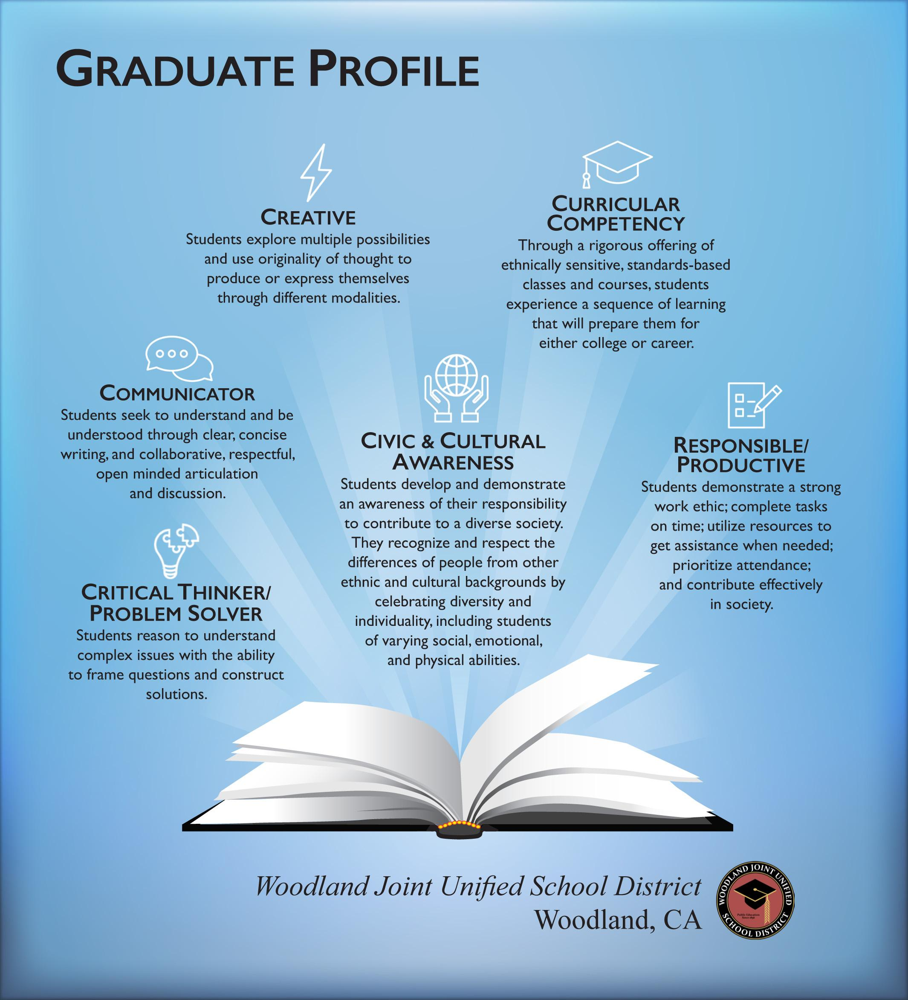 GRADUATE PROFILE
CREATIVE
Students explore multiple possibilities
and use originality of thought to
produce or express themselves
through different modalities.
CURRICULAR
COMPETENCY
Through a rigorous offering of
ethnically sensitive, standards-based
classes and courses, students
experience a sequence of learning
that will prepare them for
either college or career.
COMMUNICATOR
Students seek to understand and be
understood through clear, concise
writing, and collaborative, respectful,
open minded articulation
and discussion.
CIVIC & CULTURAL
AWARENESS
Students develop and demonstrate
an awareness of their responsibility
to contribute to a diverse society.
They recognize and respect the
differences of people from other
ethnic and cultural backgrounds by
celebrating diversity and
individuality, including students
of varying social, emotional,
and physical abilities.
RESPONSIBLE/
PRODUCTIVE
Students demonstrate a strong
work ethic; complete tasks
on time; utilize resources to
get assistance when needed;
prioritize attendance;
and contribute effectively
in society.
CRITICAL THINKER/
PROBLEM SOLVER
Students reason to understand
complex issues with the ability
to frame questions and construct
solutions.
Woodland Joint Unified School District
Woodland, CA
WOODLAND JOINT UNIFIED
SCHOOL DISTRICT
Public Education
Since 1856